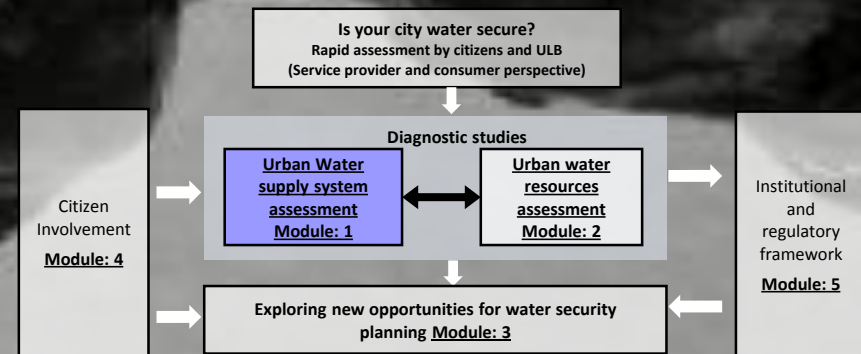 Is your city water secure?
Rapid assessment by citizens and ULB
(Service provider and consumer perspective)
Diagnostic studies
Urban Water
supply system
assessment
Module: 1
Urban water
resources
assessment
Module: 2
Citizen
Involvement
Module: 4
Institutional
and
regulatory
framework
Module: 5
Exploring new opportunities for water security
planning Module: 3